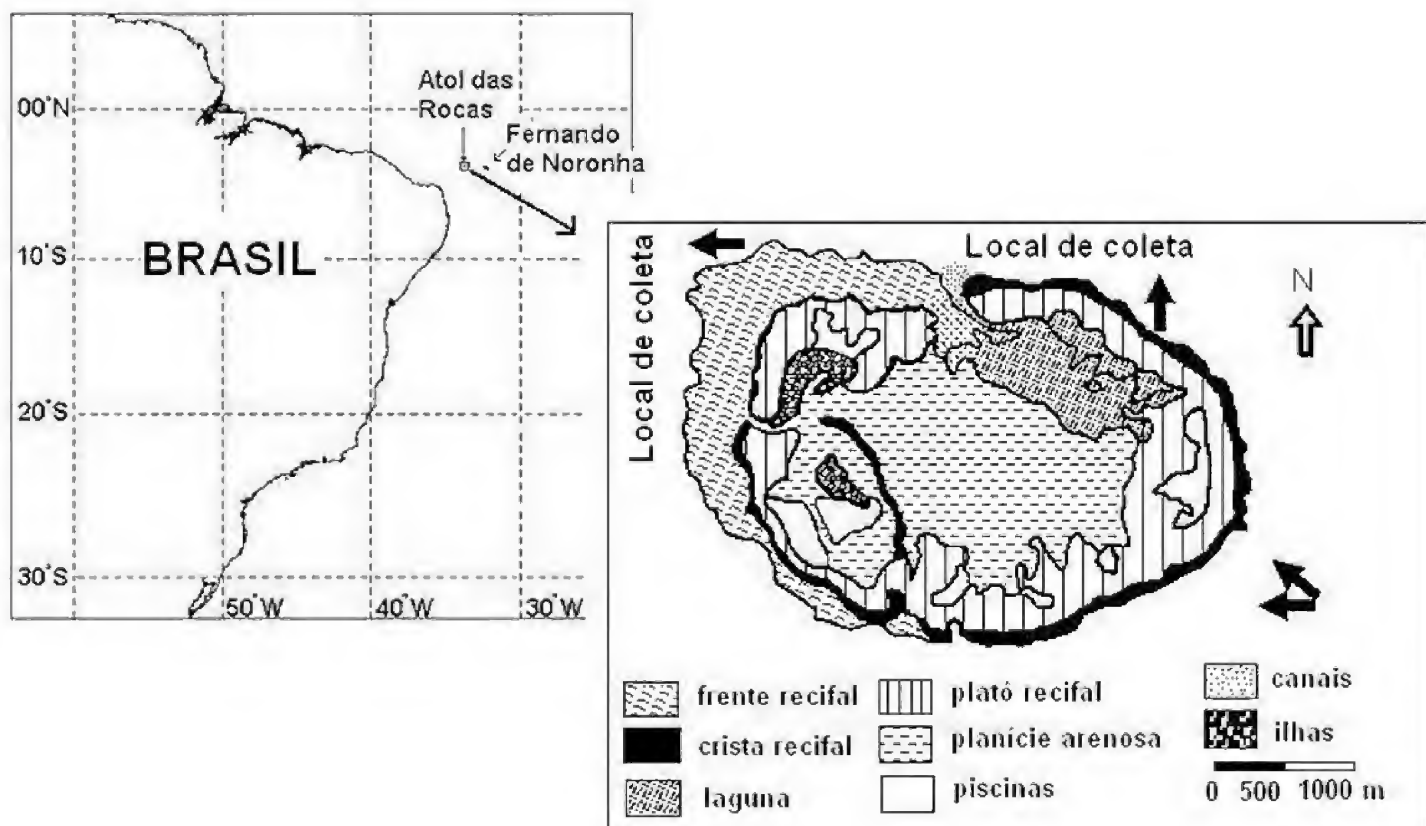 Atol das
Rocas
Fernando
de Noronha
00°N
BRASIL
10°S
20°S
30°S
50°W
40°W
30°W
Local de coleta
Local de coleta
N
frente recifal
platô recifal
canais
crista recifal
planície arenosa
ilhas
laguna
piscinas
0 500 1000 m